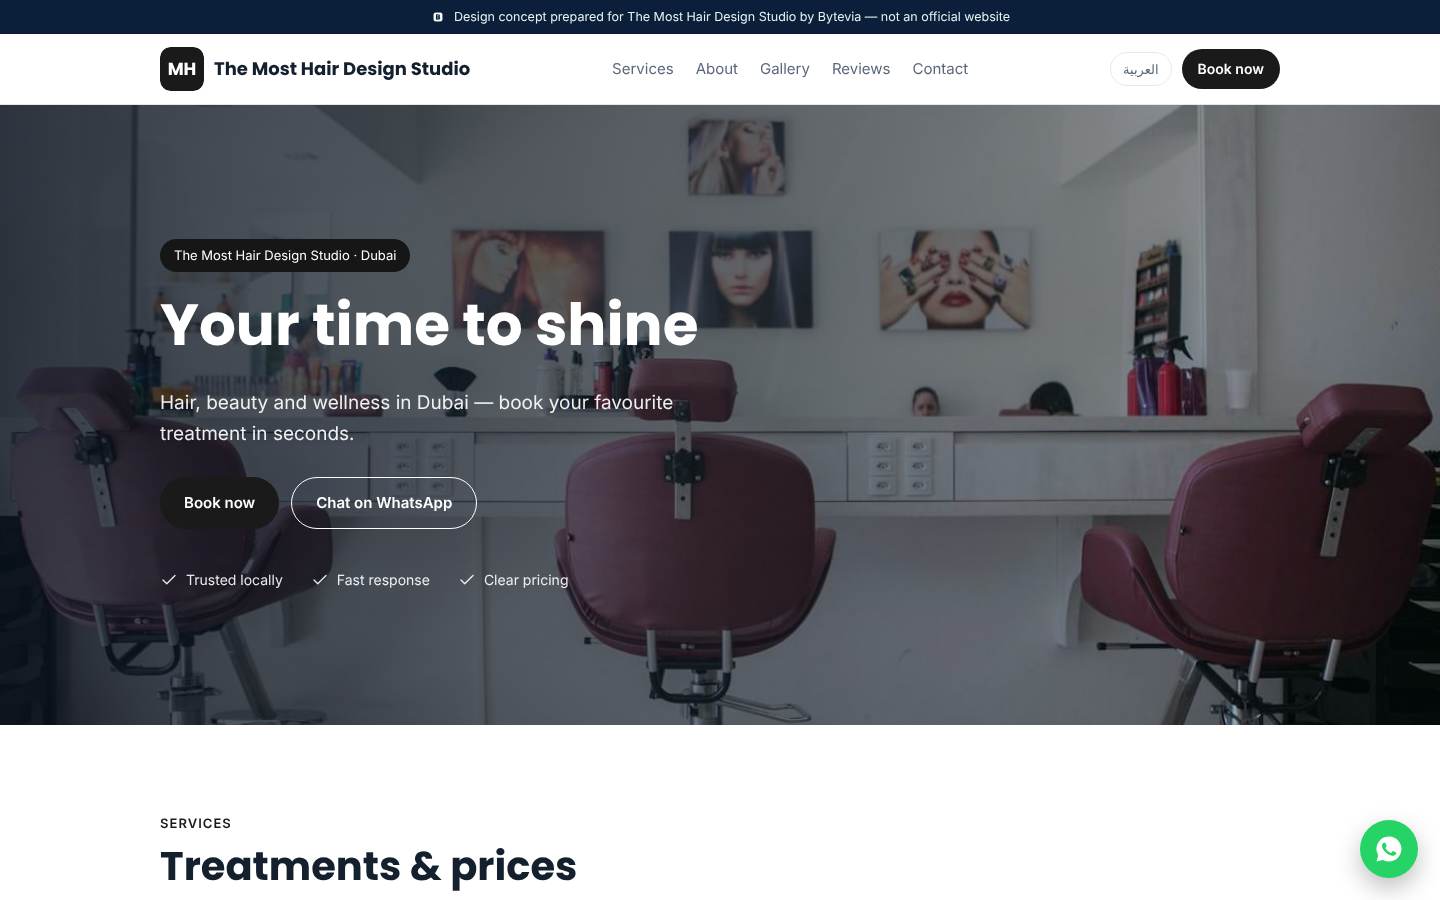 Design concept prepared for The Most Hair Design Studio by Bytevia — not an official website
MH
The Most Hair Design Studio
Services
About
Gallery
Reviews
Contact
العربية
Book now
The Most Hair Design Studio · Dubai
Your time to shine
Hair, beauty and wellness in Dubai — book your favourite
treatment in seconds.
Book now
Chat on WhatsApp
Trusted locally
Fast response
Clear pricing
SERVICES
Treatments & prices